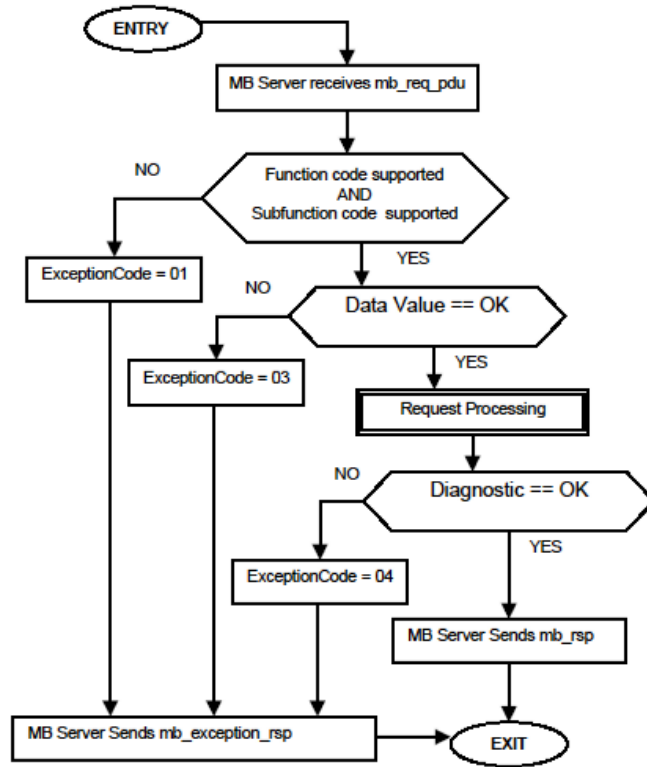 ENTRY
MB Server receives mb_req_pdu
NO
Function code supported
AND
Subfunction code supported
YES
ExceptionCode = 01
NO
Data Value == OK
YES
ExceptionCode = 03
Request Processing
NO
Diagnostic == OK
YES
ExceptionCode = 04
MB Server Sends mb_rsp
MB Server Sends mb_exception_rsp
EXIT